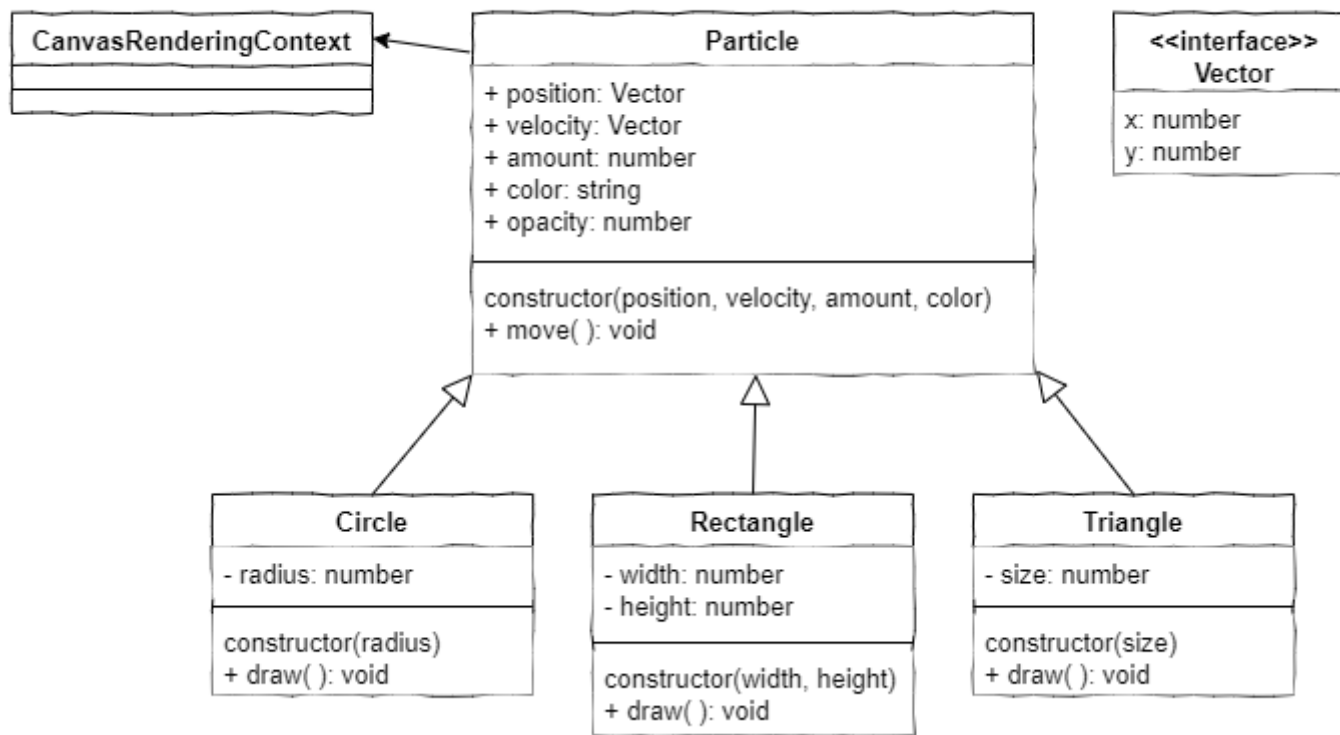 CanvasRenderingContext
Particle
+ position: Vector
+ velocity: Vector
+ amount: number
+ color: string
+ opacity: number
constructor(position, velocity, amount, color)
+ move( ): void
<<interface>>
Vector
x: number
y: number
Circle
- radius: number
constructor(radius)
+ draw( ): void
Rectangle
- width: number
- height: number
constructor(width, height)
+ draw( ): void
Triangle
- size: number
constructor(size)
+ draw( ): void